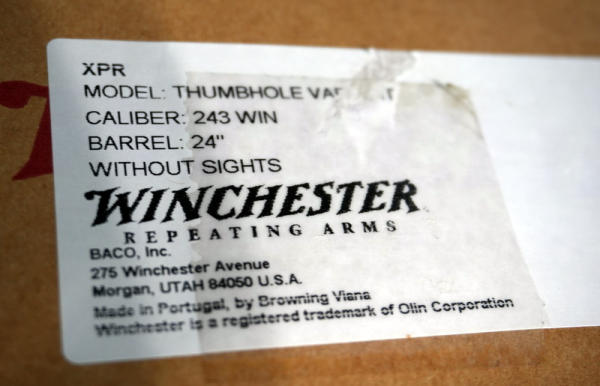 XPR
MODEL: THUMBHOLE
CALIBER: 243 WIN
BARREL: 24"
WITHOUT SIGHTS
WINCHESTER
REPEATING ARMS
BACO, Inc.
275 Winchester Avenue
Morgan, UTAH 84050 U.S.A.
Made in Portugal, by Browning Viana
Winchester is a registered trademark of Olin Corporation